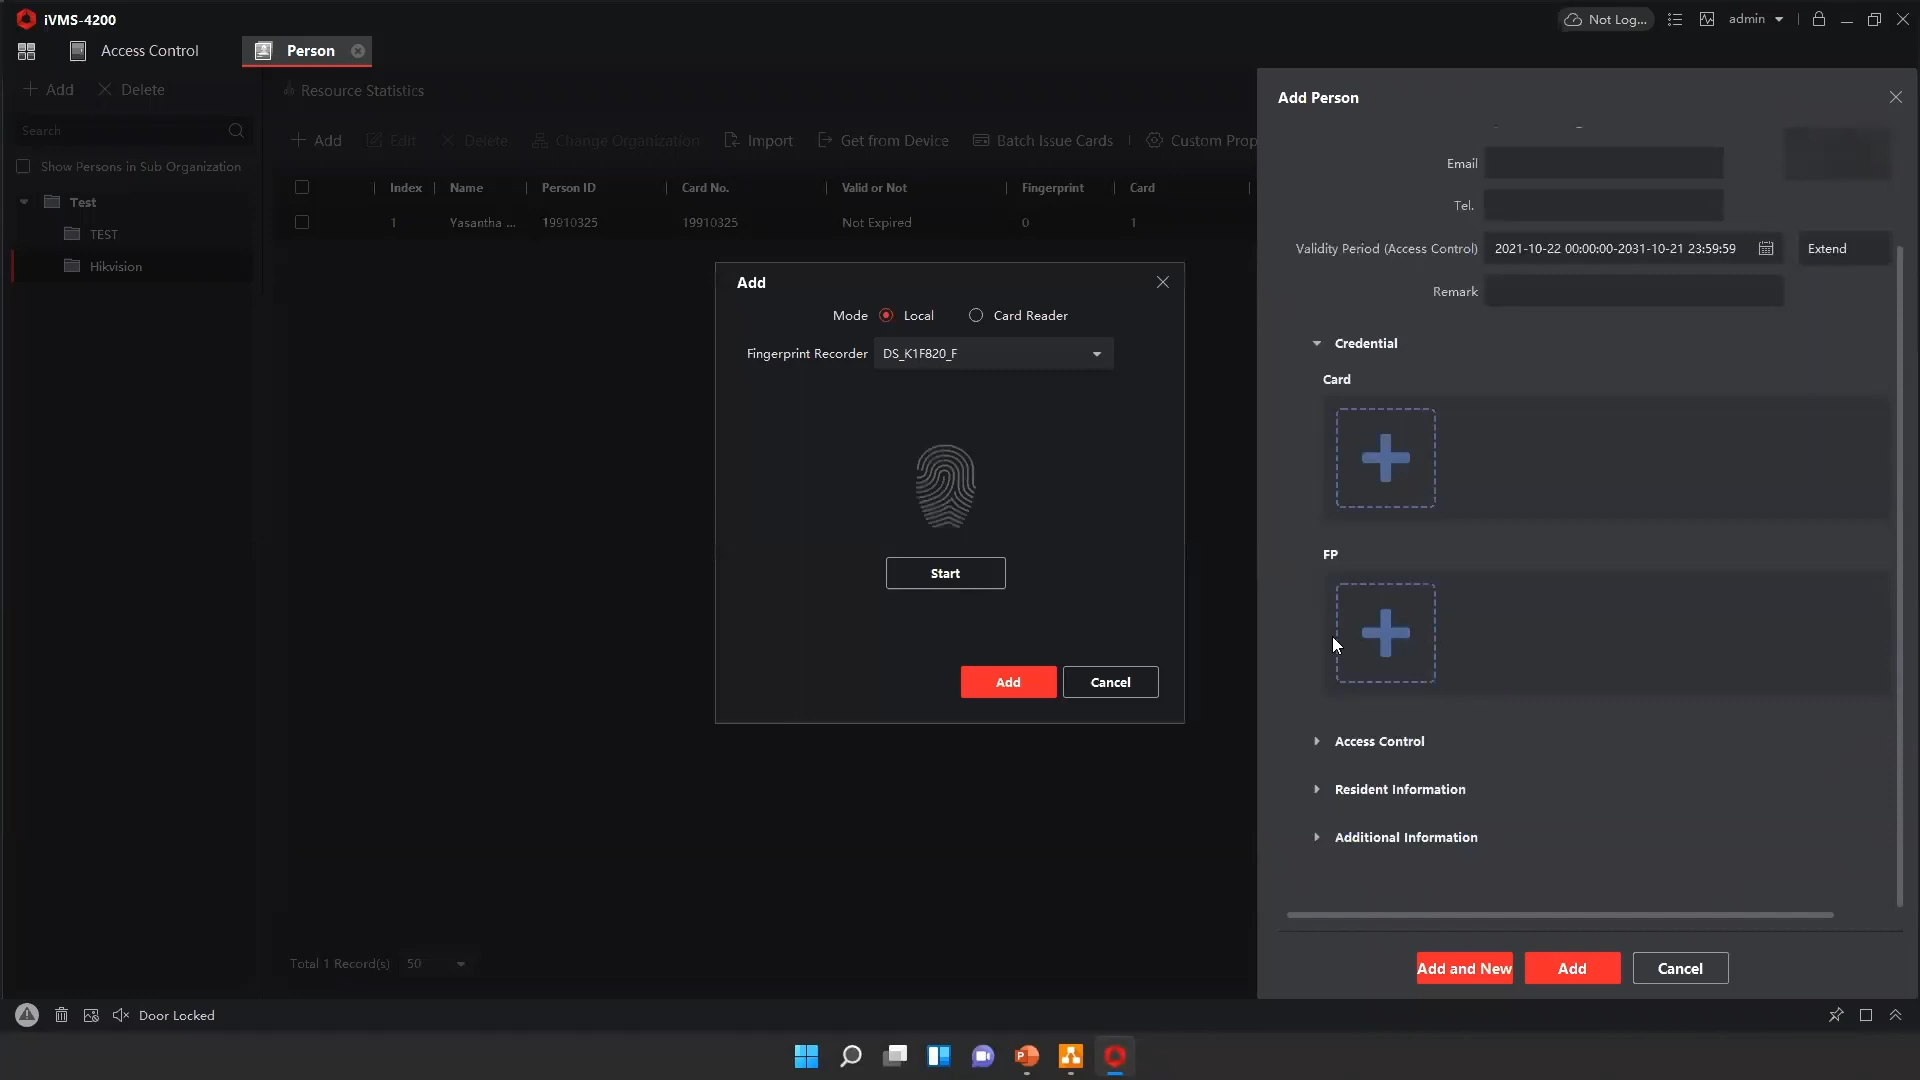 iVMS-4200
Not Log...
admin
Access Control
Person
Add
Delete
Resource Statistics
Add Person
Search
Add
Edit
Delete
Change Organization
Import
Get from Device
Batch Issue Cards
Custom Prop
Show Persons in Sub Organization
Email
Index
Name
Person ID
Card No.
Valid or Not
Fingerprint
Card
Test
Tel.
1
Yasantha ...
19910325
19910325
Not Expired
0
1
TEST
Validity Period (Access Control)
2021-10-22 00:00:00-2031-10-21 23:59:59
Extend
Hikvision
Remark
Add
Mode
Local
Card Reader
Credential
Fingerprint Recorder
DS_K1F820_F
Card
FP
Start
Add
Cancel
Access Control
Resident Information
Additional Information
Total 1 Record(s)
50
Add and New
Add
Cancel
Door Locked